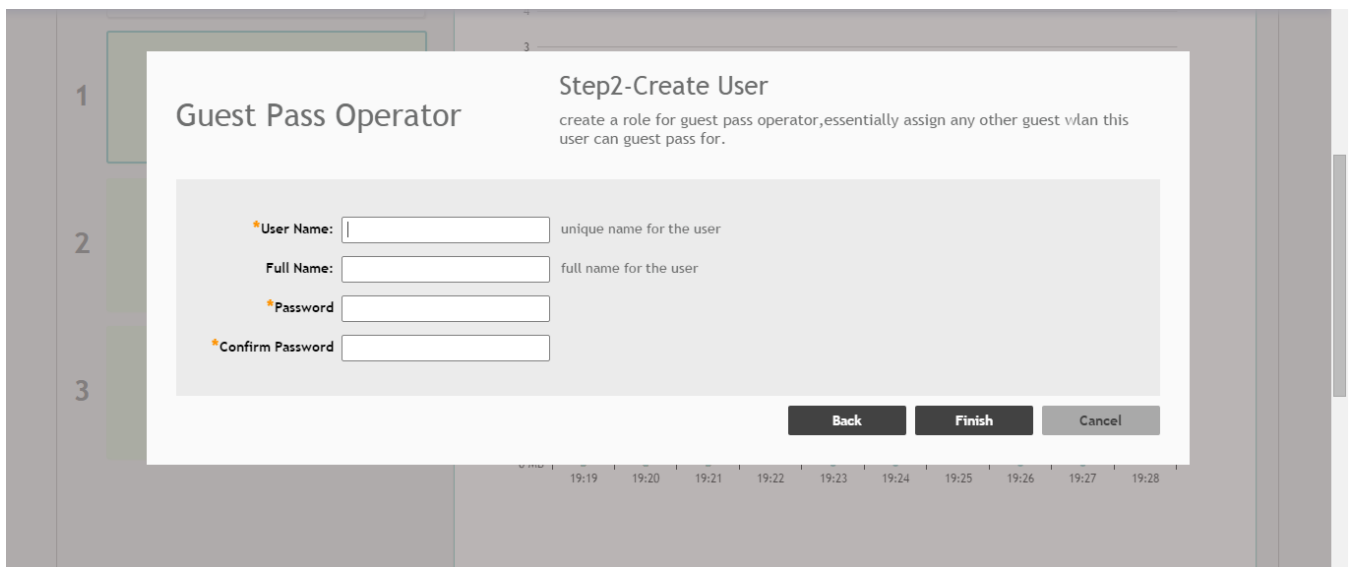 3
1
Guest Pass Operator
Step2-Create User
create a role for guest pass operator,essentially assign any other guest wlan this
user can guest pass for.
*User Name:
unique name for the user
2
Full Name:
full name for the user
*Password
*Confirm Password
3
Back
Finish
Cancel
19:19
19:20
19:21
19:22
19:23
19:24
19:25
19:26
19:27
19:28